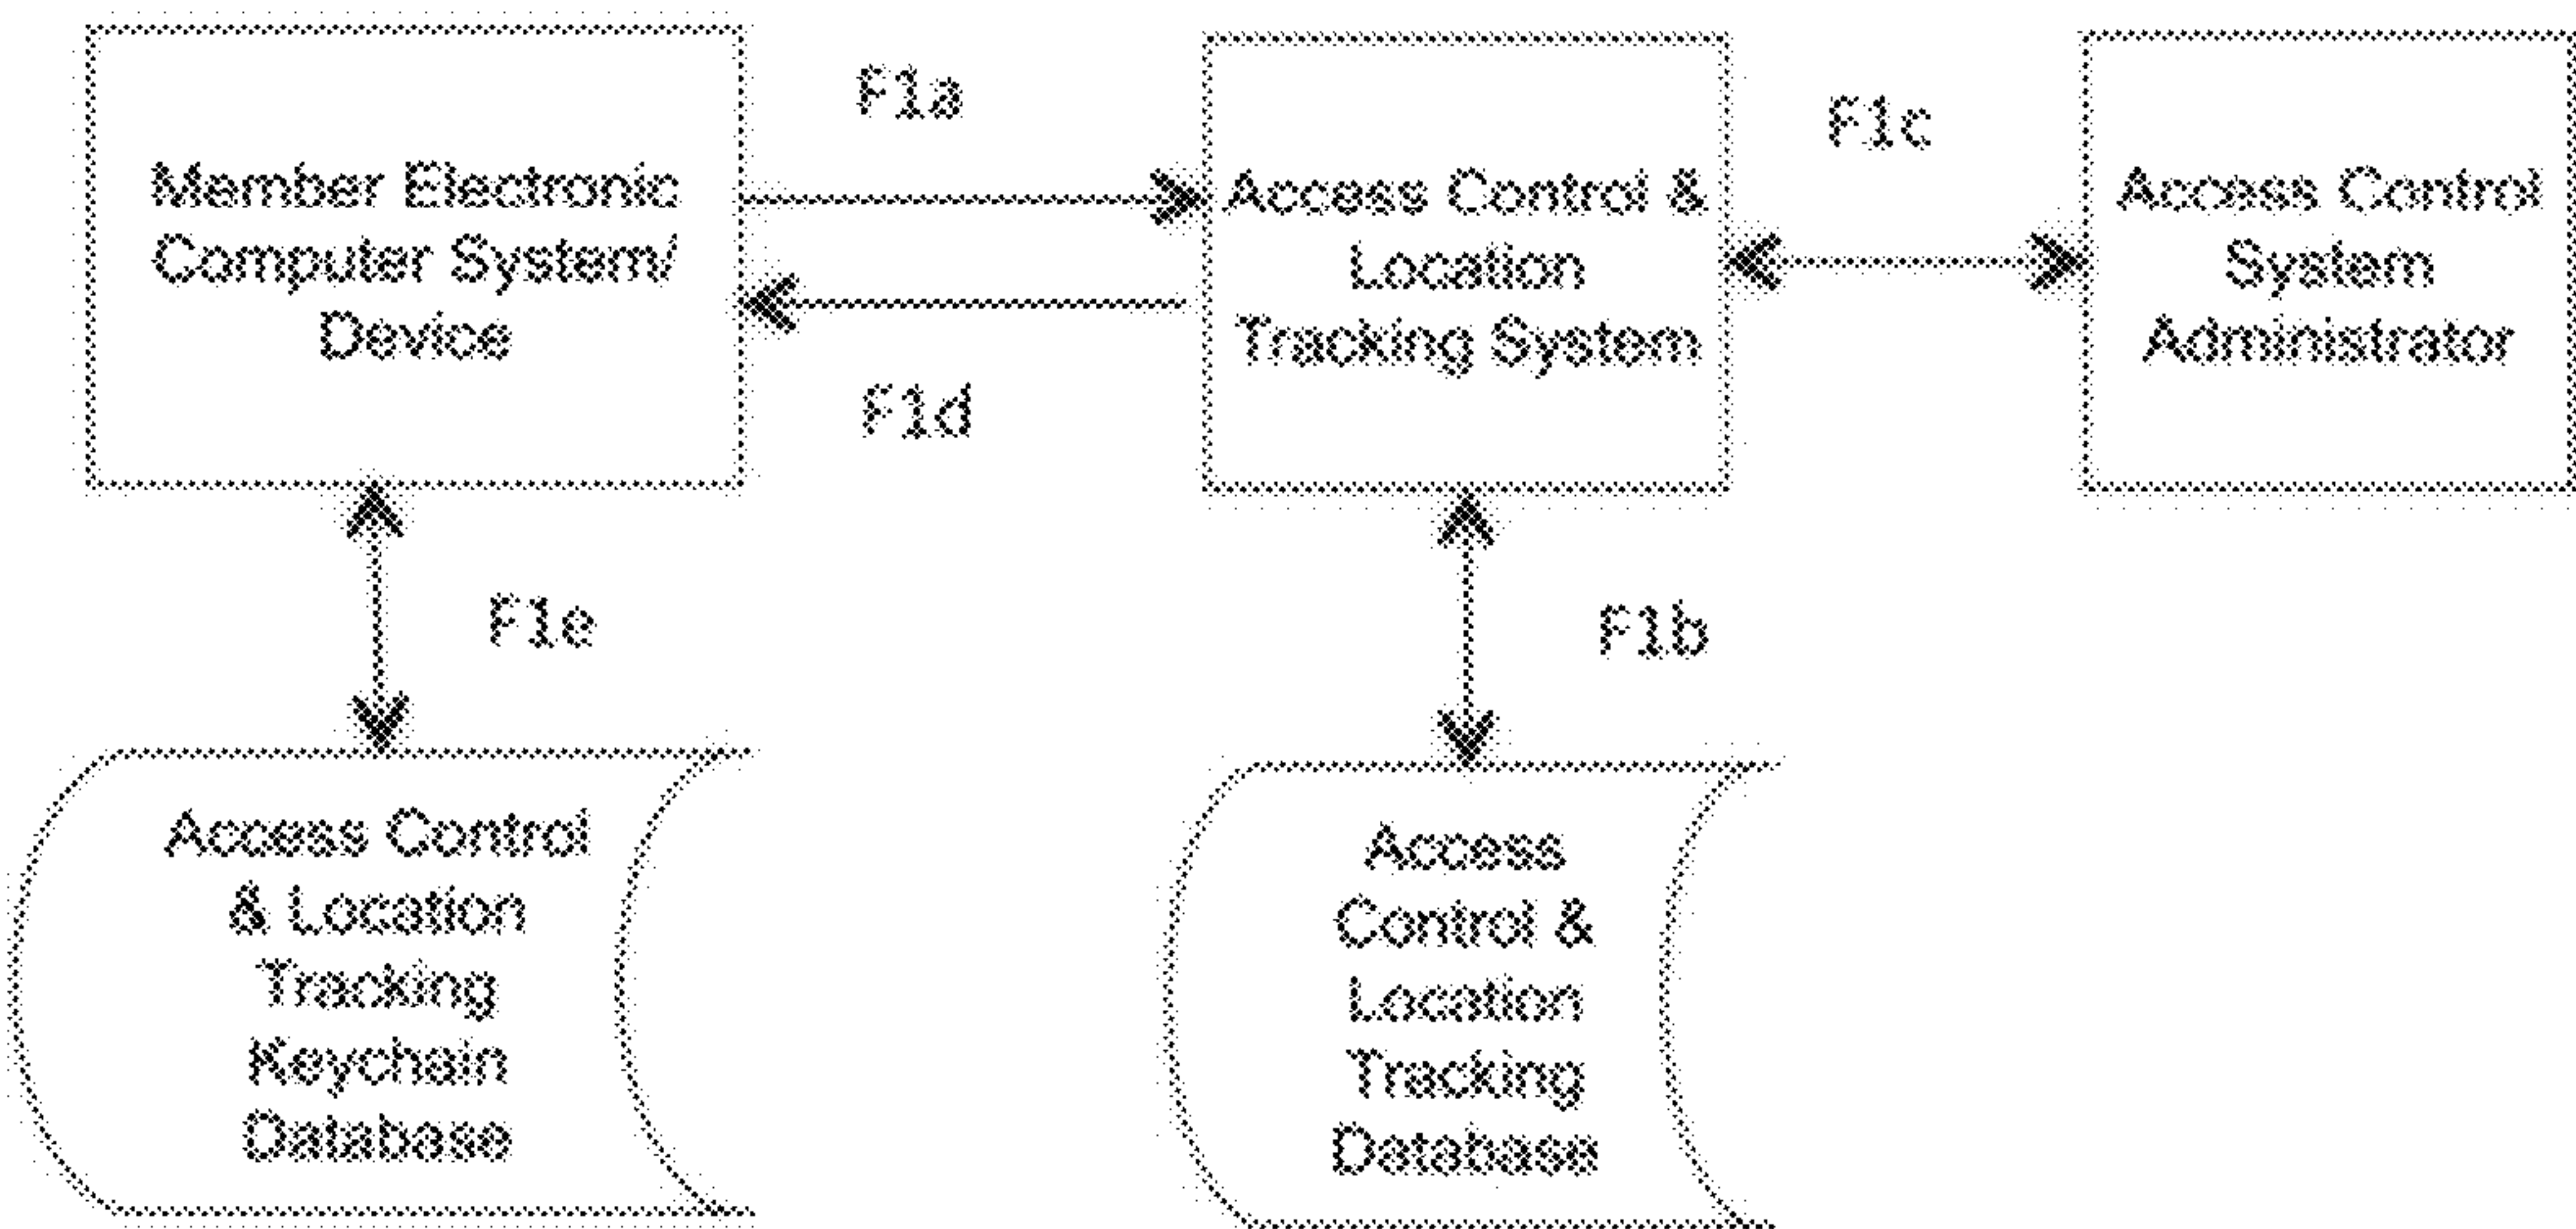 Member Electronic
Computer System/
Device
F1a
F1d
Access Control &
Location
Tracking System
F1c
Access Control
System
Administrator
F1e
F1b
Access Control
& Location
Tracking
Keychain
Database
Access
Control &
Location
Tracking
Database